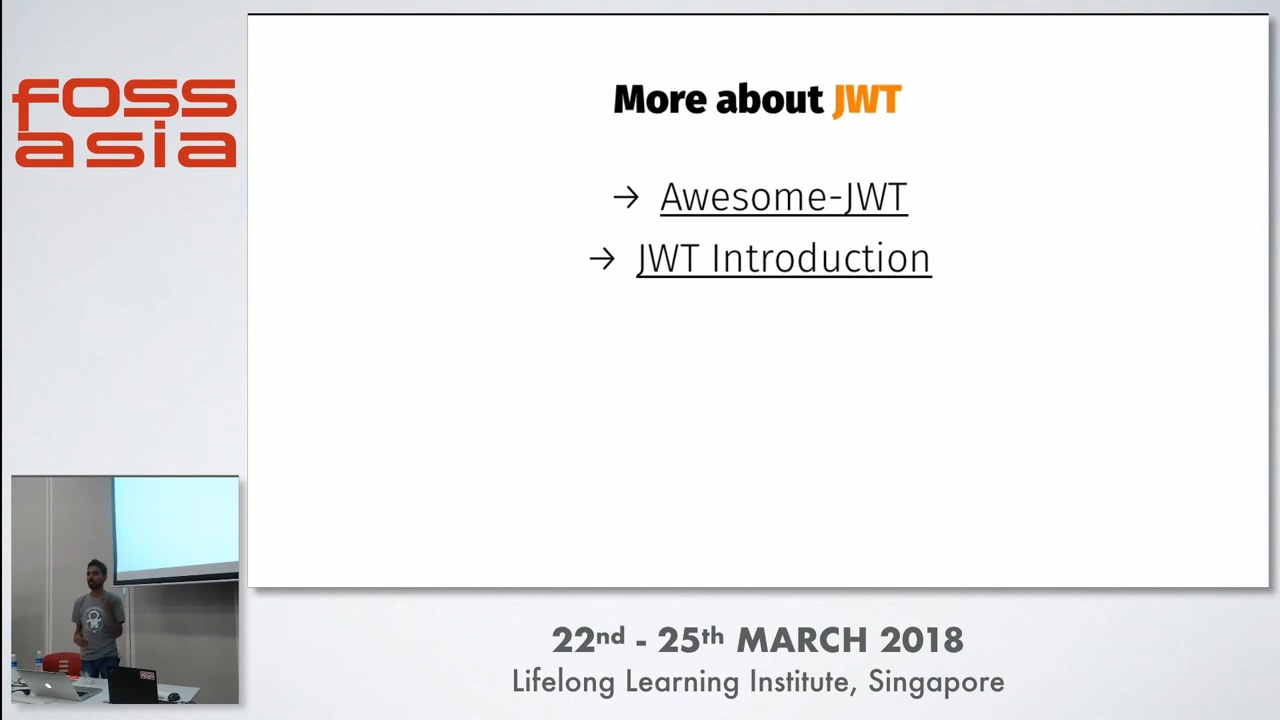 foss
asia
More about JWT
→ Awesome-JWT
→ JWT Introduction
22nd - 25th MARCH 2018
Lifelong Learning Institute, Singapore